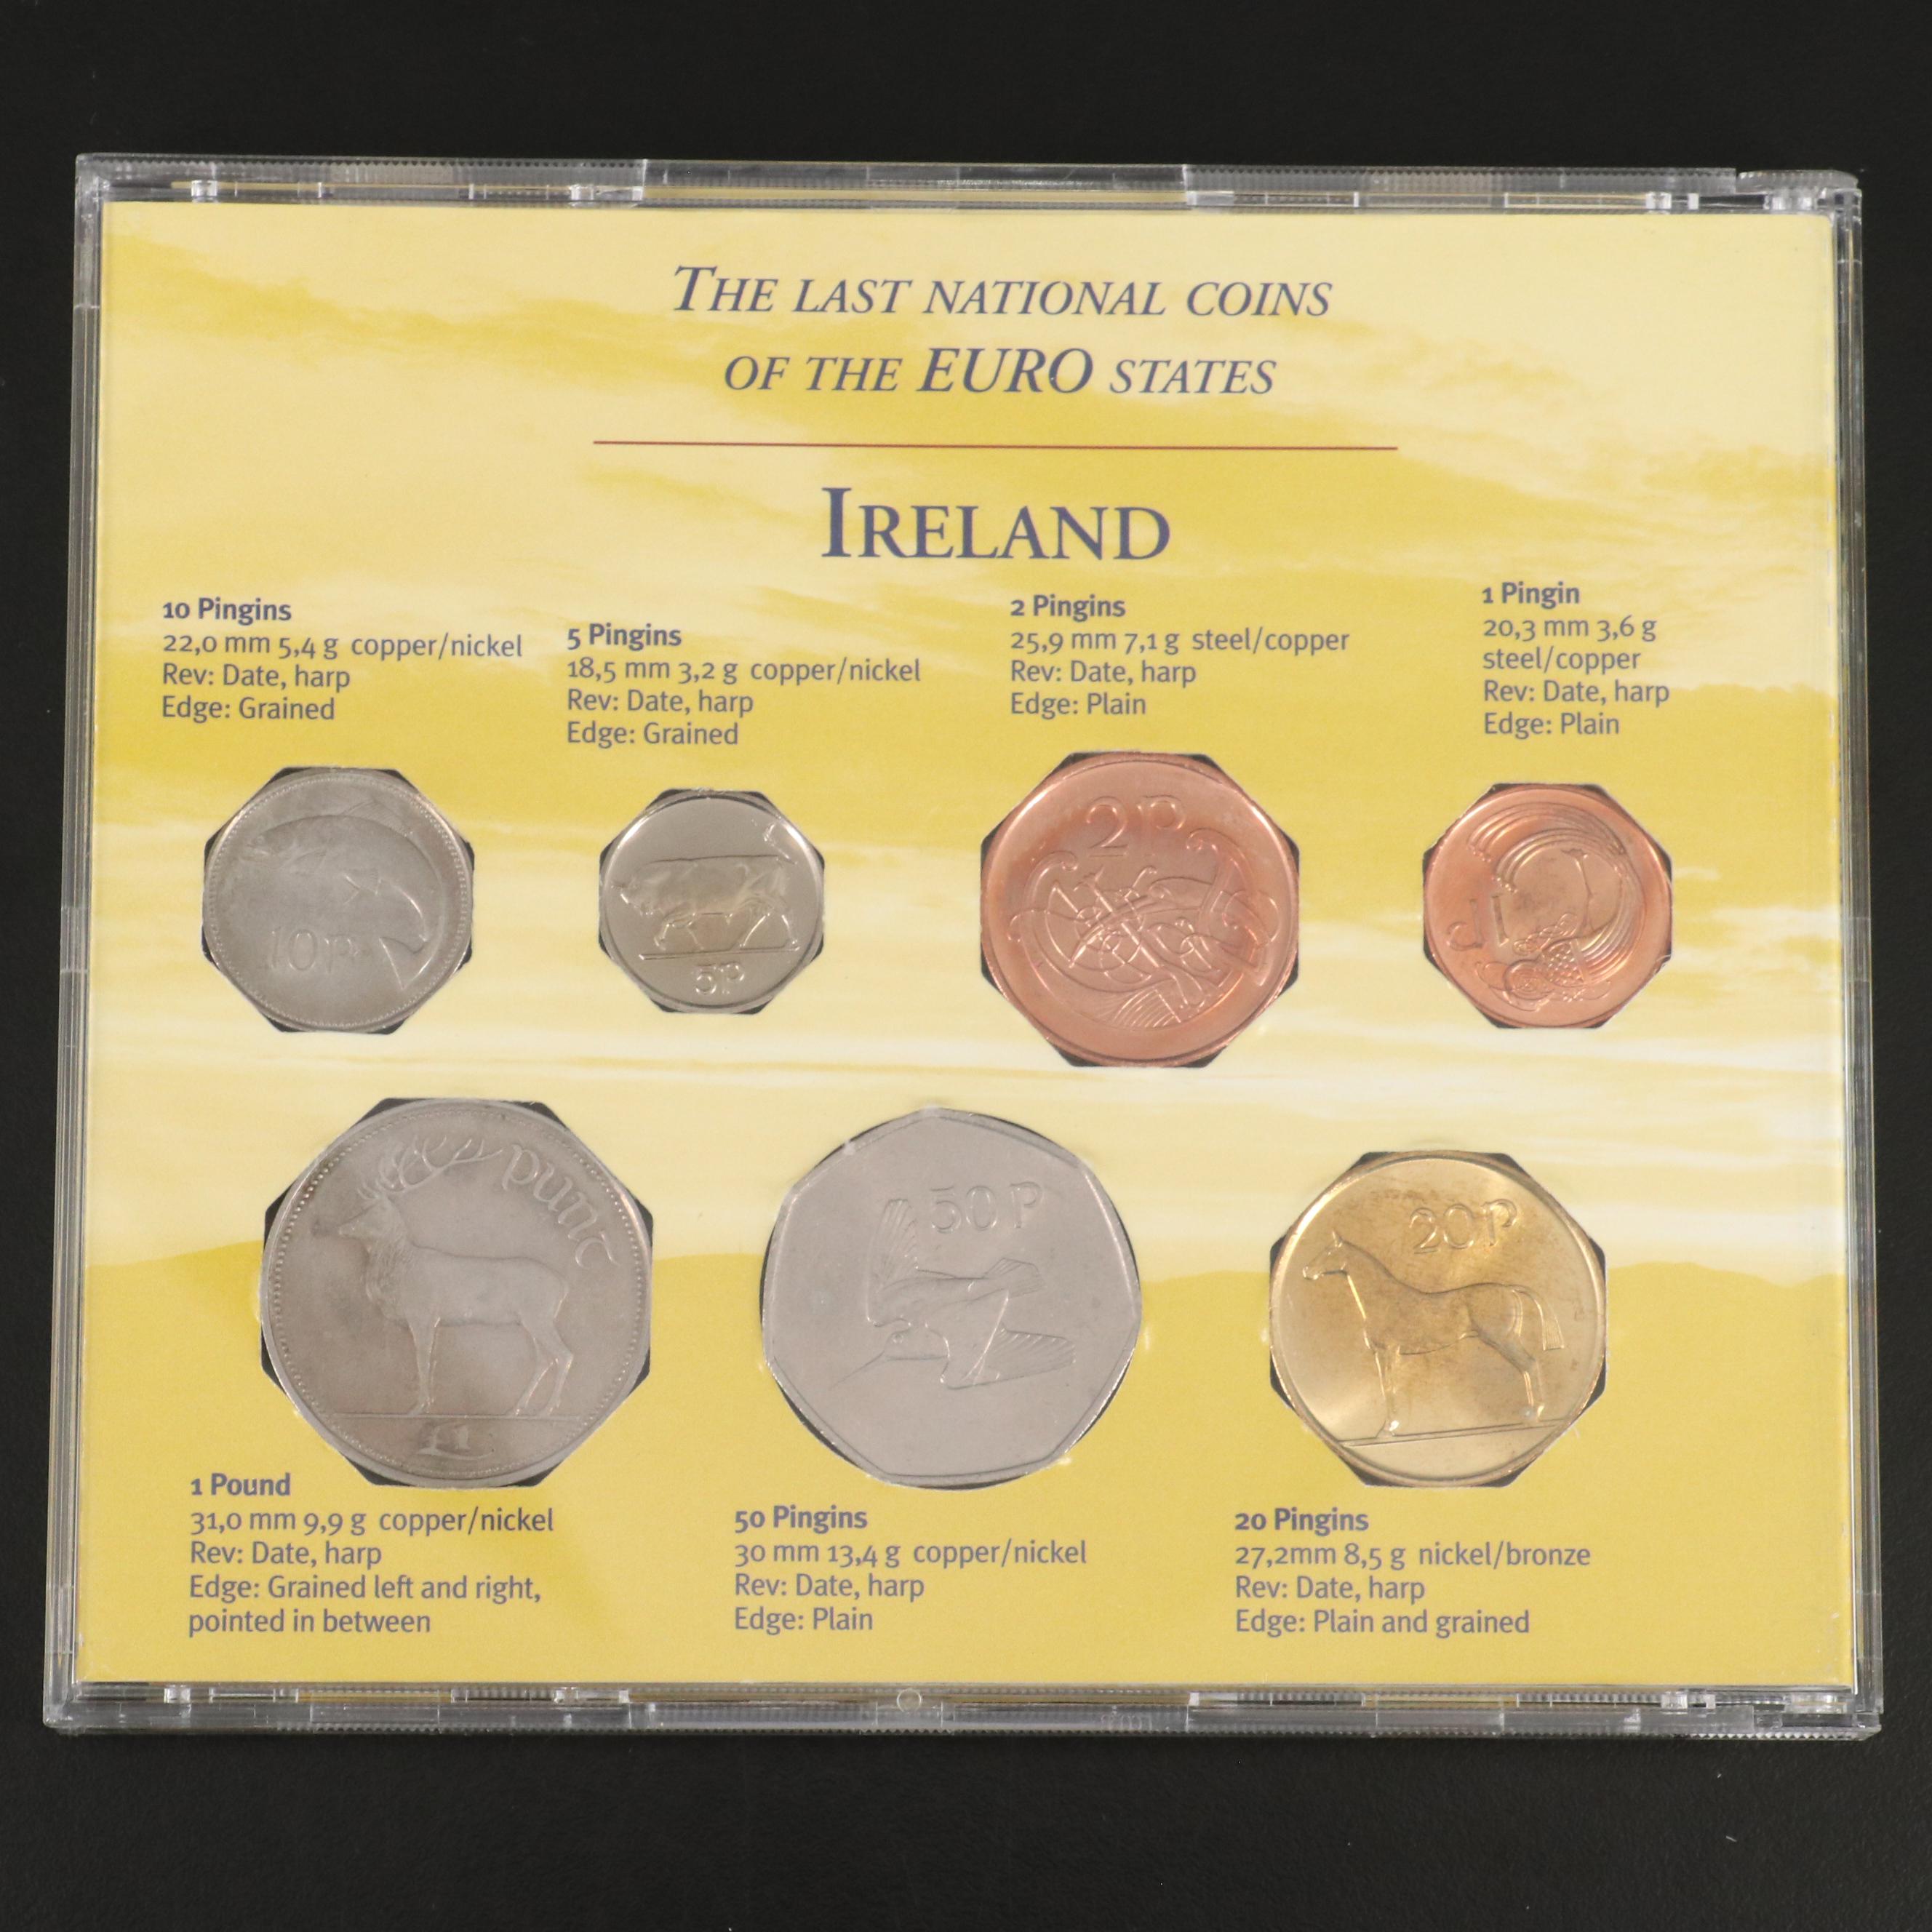 THE LAST NATIONAL COINS
OF THE EURO STATES
IRELAND
10 Pingins
22,0 mm 5,4 g copper/nickel
Rev: Date, harp
Edge: Grained
5 Pingins
18,5 mm 3,2 g copper/nickel
Rev: Date, harp
Edge: Grained
2 Pingins
25,9 mm 7,1 g steel/copper
Rev: Date, harp
Edge: Plain
1 Pingin
20,3 mm 3,6 g
steel/copper
Rev: Date, harp
Edge: Plain
10P
5P
2P
1P
punt
£1
50P
20P
1 Pound
31,0 mm 9,9 g copper/nickel
Rev: Date, harp
Edge: Grained left and right,
pointed in between
50 Pingins
30 mm 13,4 g copper/nickel
Rev: Date, harp
Edge: Plain
20 Pingins
27,2mm 8,5 g nickel/bronze
Rev: Date, harp
Edge: Plain and grained